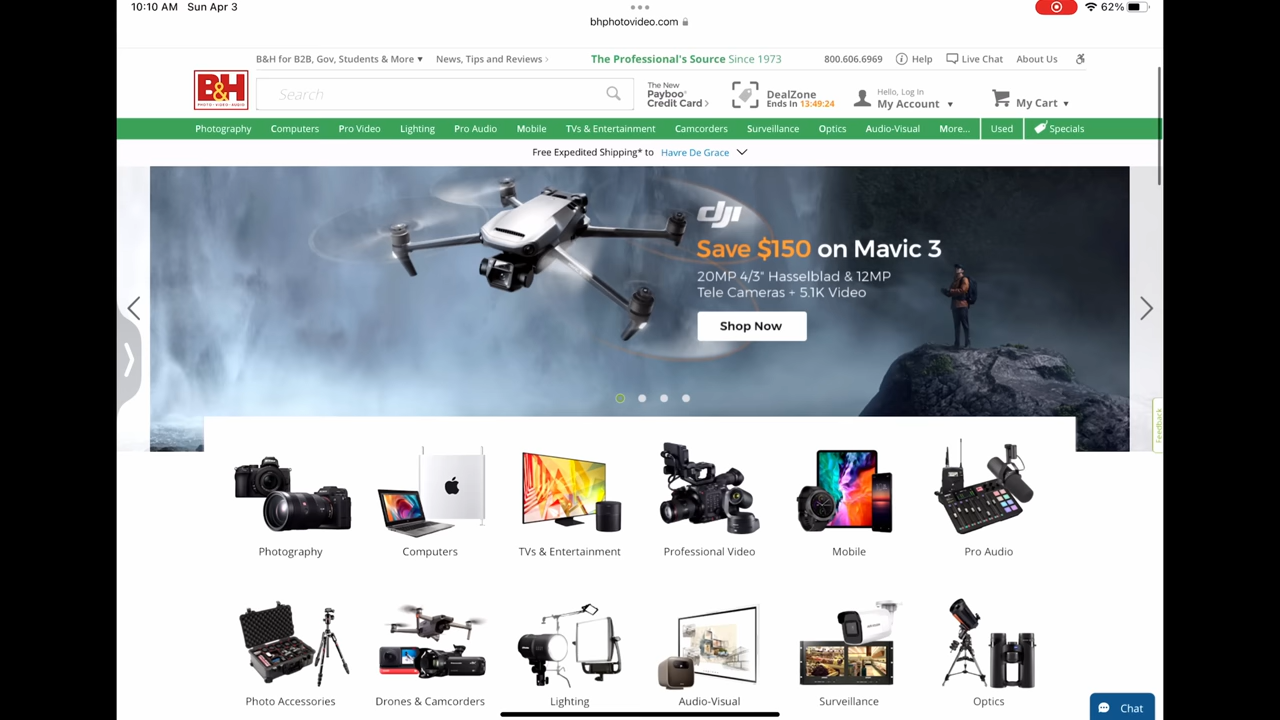 10:10 AM Sun Apr 3
62%
bhphotovideo.com
B&H for B2B, Gov, Students & More
News, Tips and Reviews
The Professional's Source Since 1973
800.606.6969
Help
Live Chat
About Us
B&H
PHOTO · VIDEO · AUDIO
Search
The New
Payboo
Credit Card
DealZone
Ends In 13:49:24
Hello, Log In
My Account
My Cart
Photography Computers Pro Video Lighting Pro Audio Mobile TVs & Entertainment Camcorders Surveillance Optics Audio-Visual More... Used Specials
Free Expedited Shipping* to Havre De Grace
dji
Save $150 on Mavic 3
20MP 4/3" Hasselblad & 12MP
Tele Cameras + 5.1K Video
Shop Now
Feedback
Photography Computers TVs & Entertainment Professional Video Mobile Pro Audio
Photo Accessories Drones & Camcorders Lighting Audio-Visual Surveillance Optics
Chat